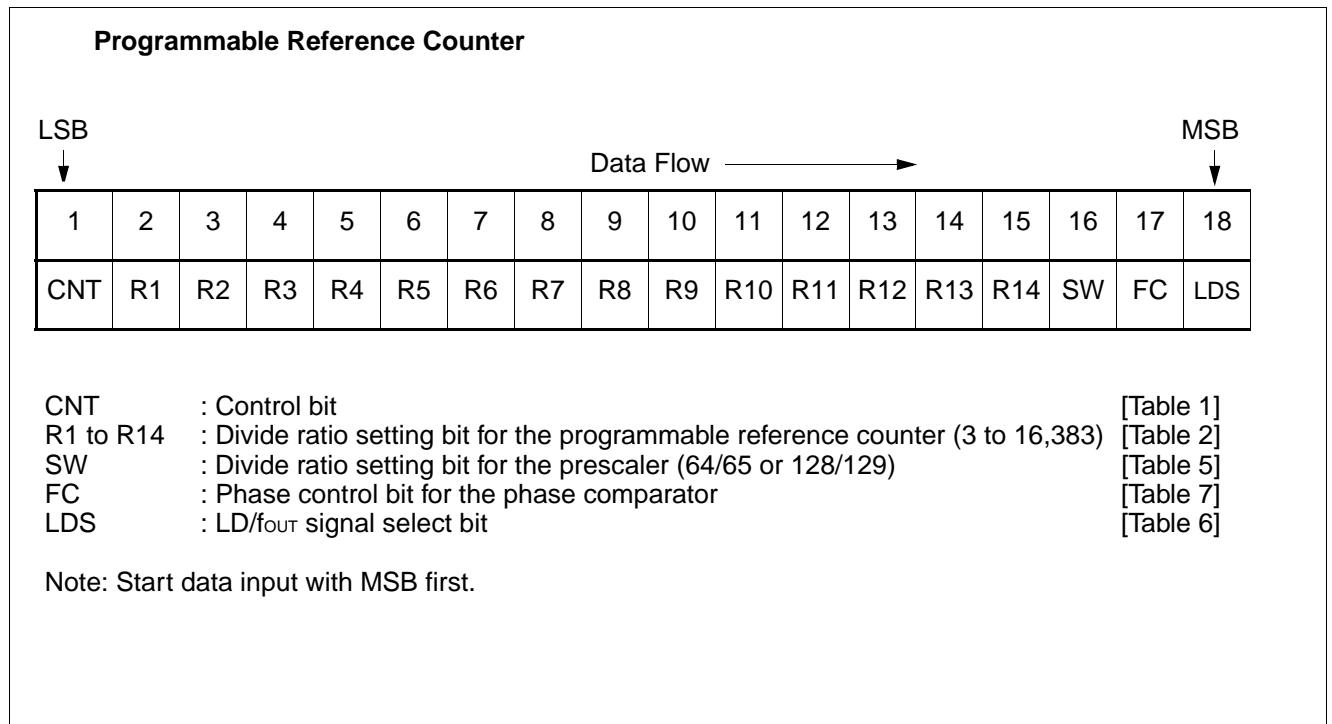 Programmable Reference Counter
LSB MSB
Data Flow
1 2 3 4 5 6 7 8 9 10 11 12 13 14 15 16 17 18
CNT R1 R2 R3 R4 R5 R6 R7 R8 R9 R10 R11 R12 R13 R14 SW FC LDS
CNT : Control bit [Table 1]
R1 to R14 : Divide ratio setting bit for the programmable reference counter (3 to 16,383) [Table 2]
SW : Divide ratio setting bit for the prescaler (64/65 or 128/129) [Table 5]
FC : Phase control bit for the phase comparator [Table 7]
LDS : LD/fOUT signal select bit [Table 6]
Note: Start data input with MSB first.